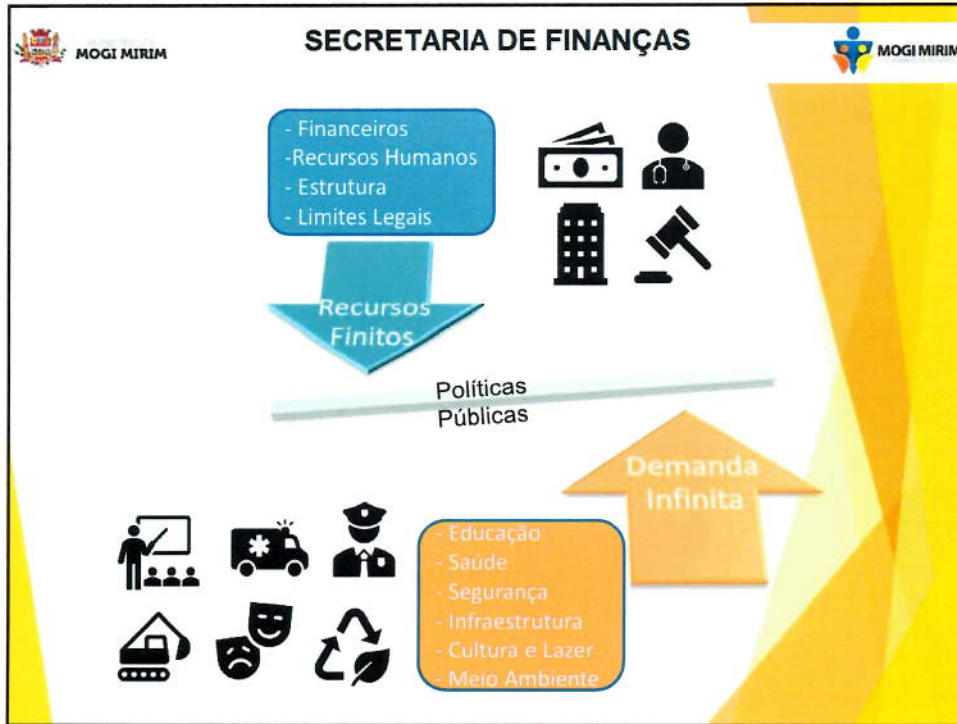 SECRETARIA DE FINANÇAS
MOGI MIRIM
MOGI MIRIM
- Financeiros
-Recursos Humanos
- Estrutura
- Limites Legais
Recursos
Finitos
Políticas
Públicas
Demanda
Infinita
- Educação
- Saúde
- Segurança
- Infraestrutura
- Cultura e Lazer
- Meio Ambiente